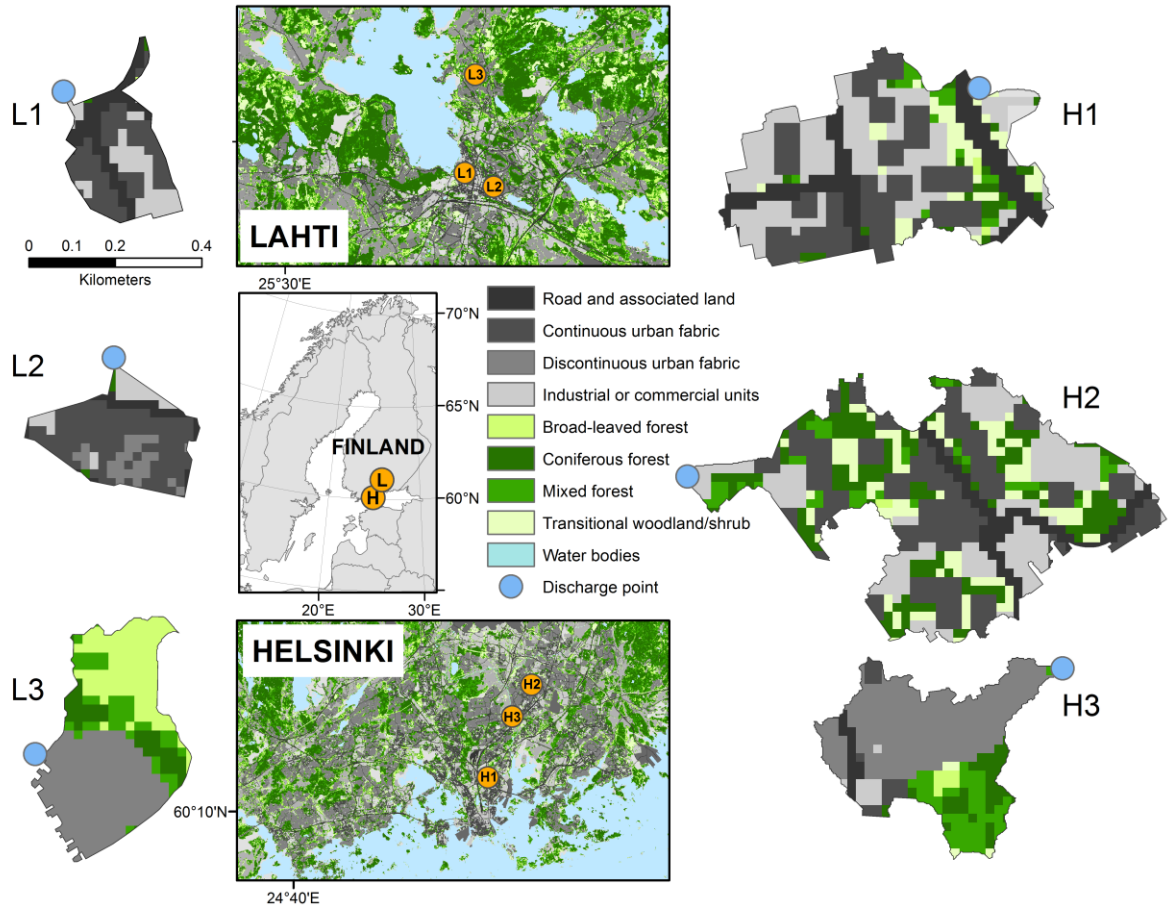 L1
0 0.1 0.2 0.4
Kilometers
L3
L1
L2
LAHTI
25°30'E
H1
L2
70°N
65°N
60°N
FINLAND
L
H
20°E 30°E
Road and associated land
Continuous urban fabric
Discontinuous urban fabric
Industrial or commercial units
Broad-leaved forest
Coniferous forest
Mixed forest
Transitional woodland/shrub
Water bodies
Discharge point
H2
L3
HELSINKI
H2
H3
H1
60°10'N
24°40'E
H3